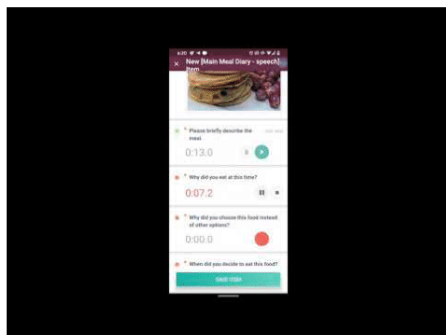 New [Main Meal Diary - speech]
Item
* Please briefly describe the
meal
0:13.0
* Why did you eat at this time?
0:07.2
* Why did you choose this food instead
of other options?
0:00.0
* When did you decide to eat this food?